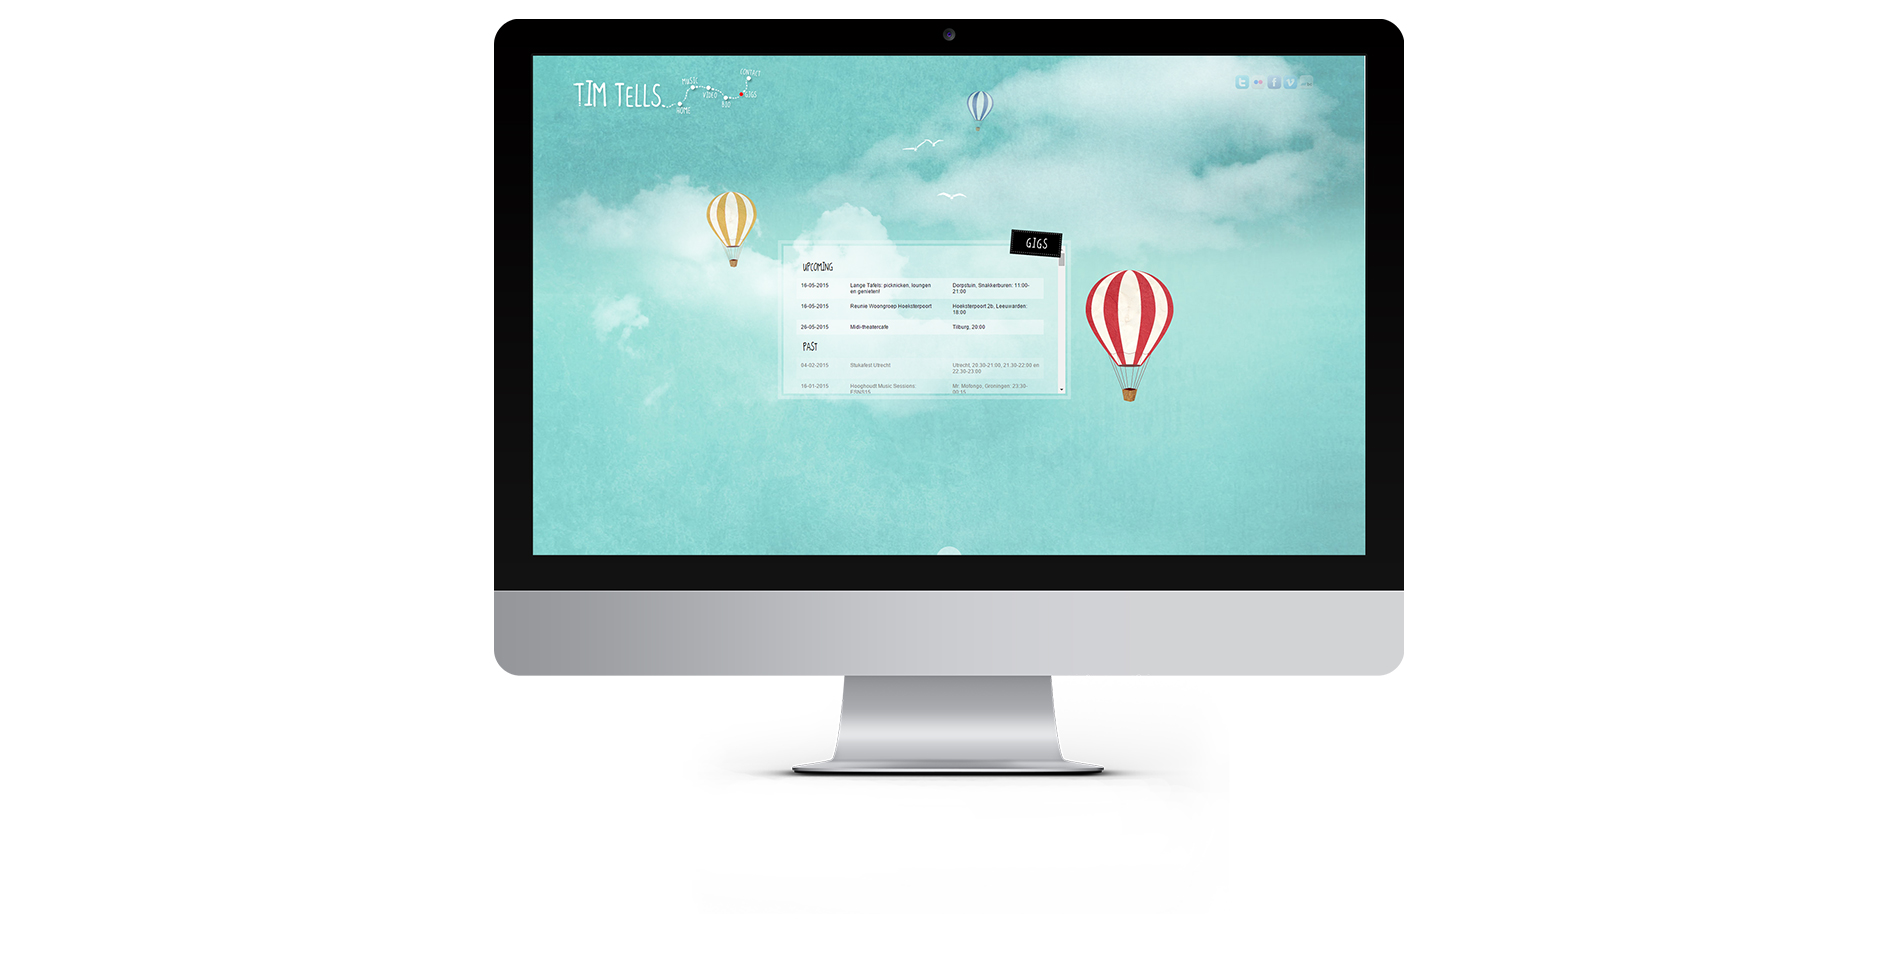 TIM TELLS
HOME
MUSIC
VIDEO
BIO
GIGS
CONTACT
GIGS
UPCOMING
16-05-2015 Lange Tafels: picknicken, loungen en genieten! Dorpstuin, Snakkerburen: 11:00-21:00
16-05-2015 Reunie Woongroep Hoeksterpoort Hoeksterpoort 2b, Leeuwarden: 18:00
26-05-2015 Midi-theatercafe Tilburg, 20:00
PAST
04-02-2015 Stukafest Utrecht Utrecht, 20.30-21:00, 21.30-22:00 en 22.30-23:00
16-01-2015 Hooghoudt Music Sessions: Mr. Mofongo, Groningen: 23:30-